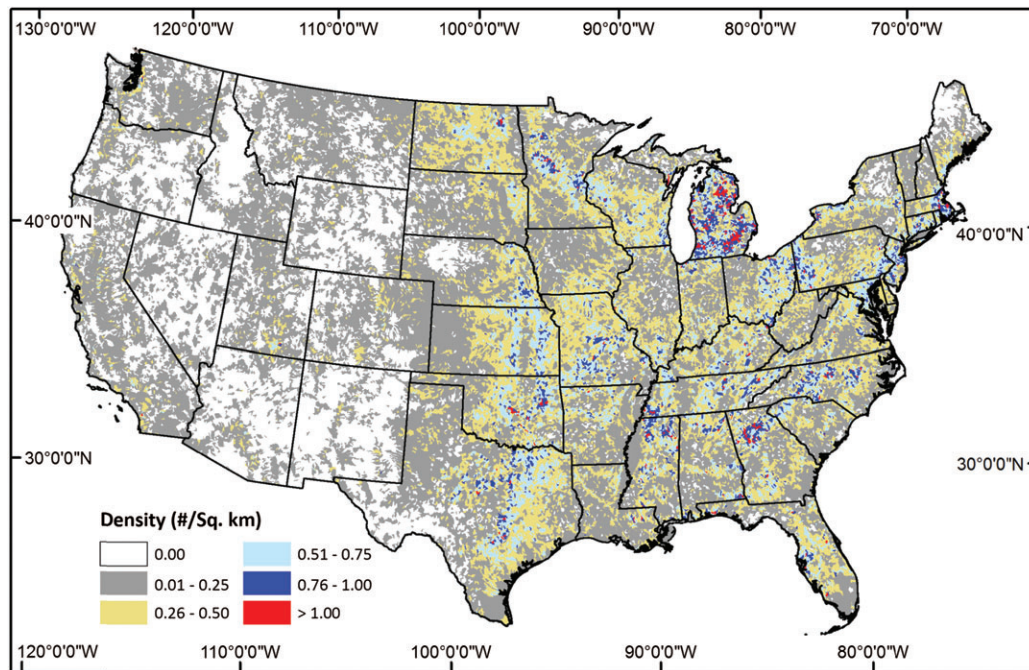 130°0'0"W 120°0'0"W 110°0'0"W 100°0'0"W 90°0'0"W 80°0'0"W 70°0'0"W
40°0'0"N 40°0'0"N
30°0'0"N 30°0'0"N
Density (#/Sq. km)
0.00 0.51 - 0.75
0.01 - 0.25 0.76 - 1.00
0.26 - 0.50 > 1.00
120°0'0"W 110°0'0"W 100°0'0"W 90°0'0"W 80°0'0"W